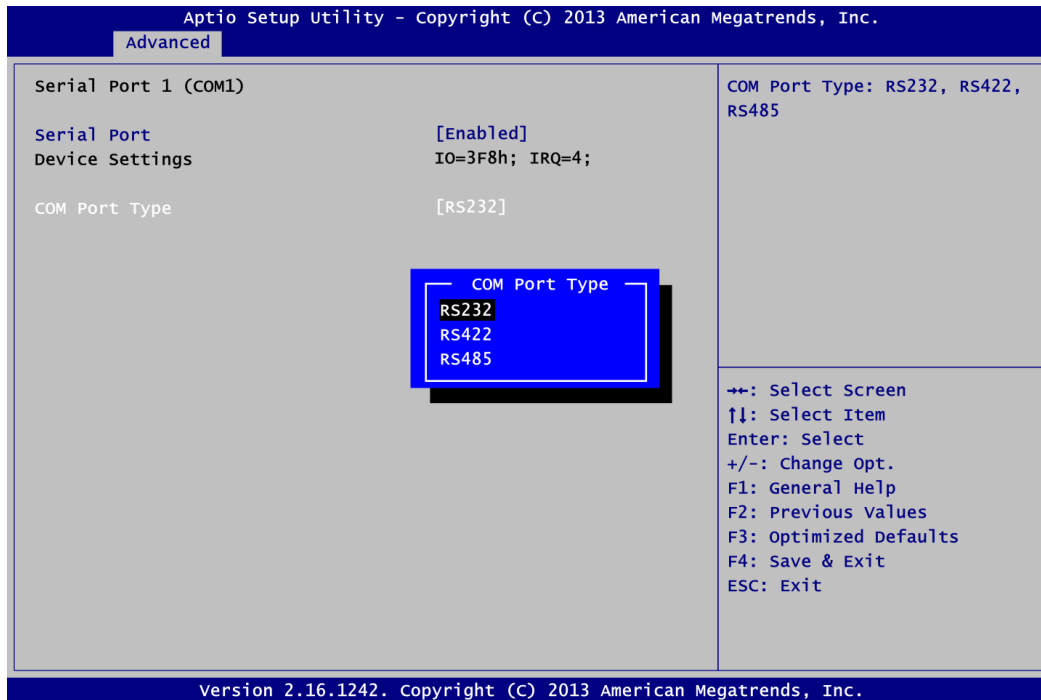 Aptio Setup Utility – Copyright (C) 2013 American Megatrends, Inc.
Advanced
Serial Port 1 (COM1)
Serial Port [Enabled]
Device Settings IO=3F8h; IRQ=4;
COM Port Type [RS232]
COM Port Type
RS232
RS422
RS485
COM Port Type: RS232, RS422,
RS485
→←: Select Screen
↑↓: Select Item
Enter: Select
+/-: Change Opt.
F1: General Help
F2: Previous Values
F3: Optimized Defaults
F4: Save & Exit
ESC: Exit
Version 2.16.1242. Copyright (C) 2013 American Megatrends, Inc.